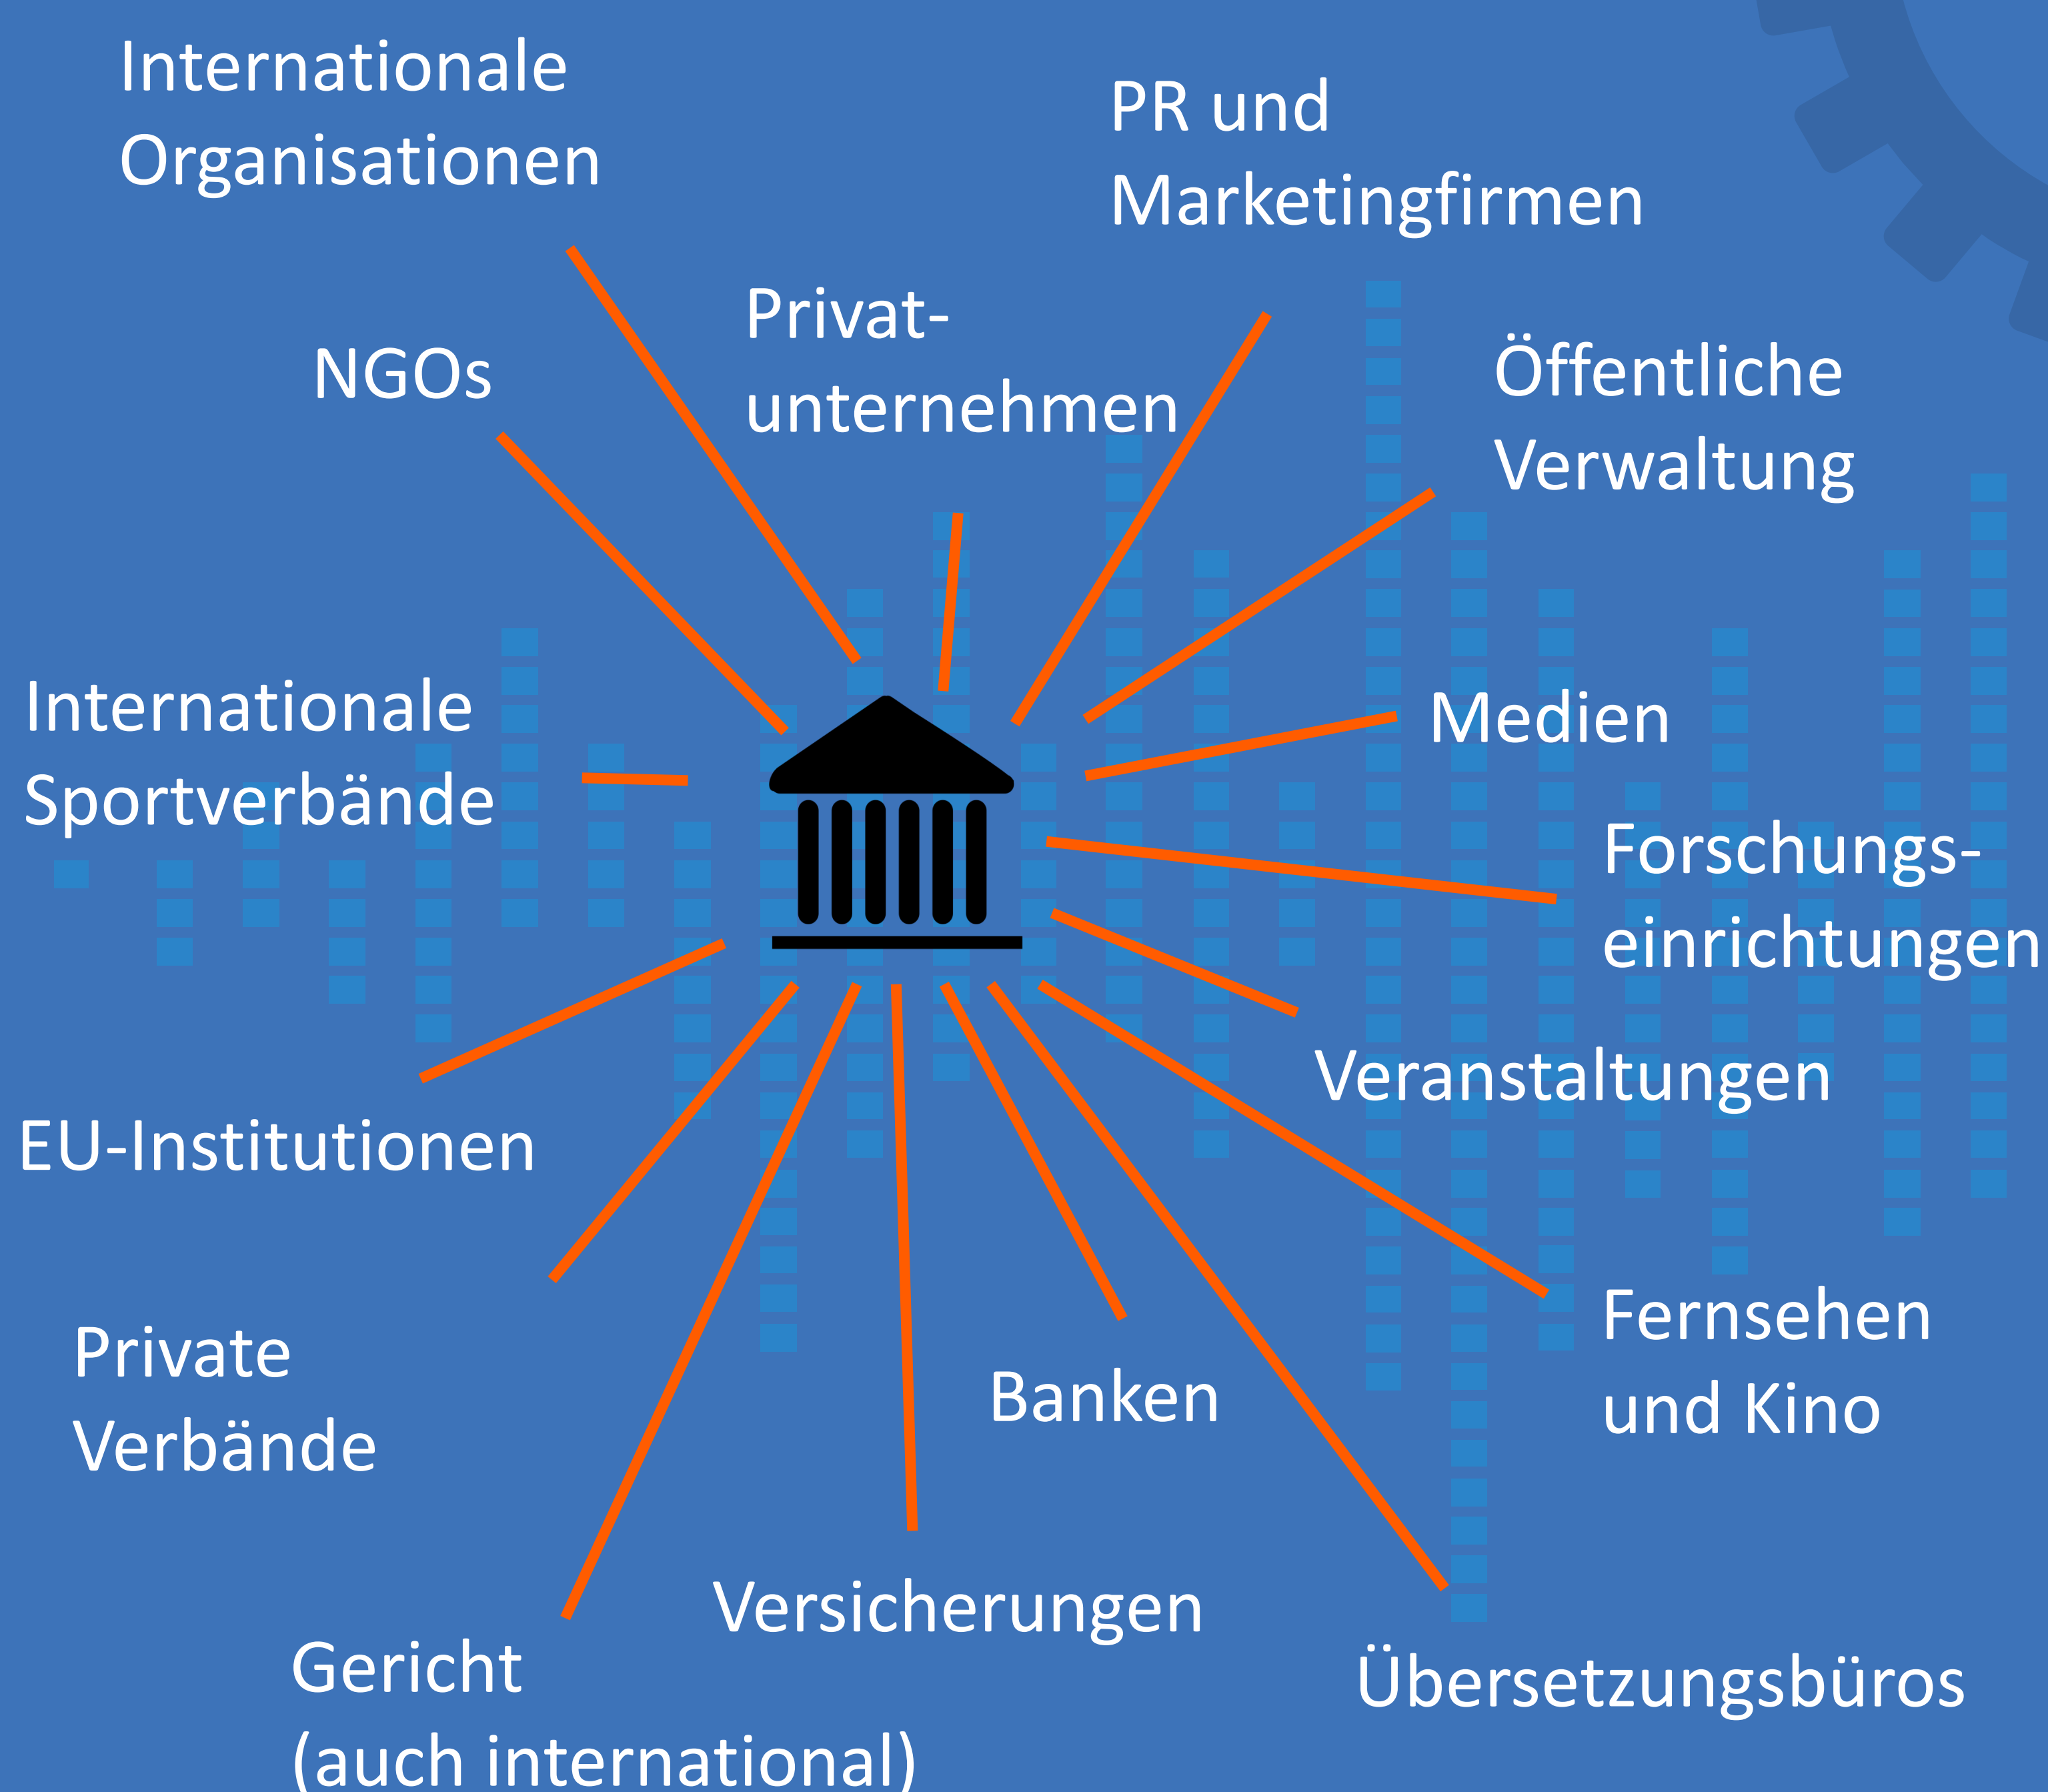 Internationale
Organisationen
PR und
Marketingfirmen
Privat-
unternehmen
NGOs
Öffentliche
Verwaltung
Internationale
Sportverbände
Medien
Forschungs-
einrichtungen
Veranstaltungen
EU-Institutionen
Fernsehen
und Kino
Private
Verbände
Banken
Versicherungen
Gericht
(auch international)
Übersetzungsbüros